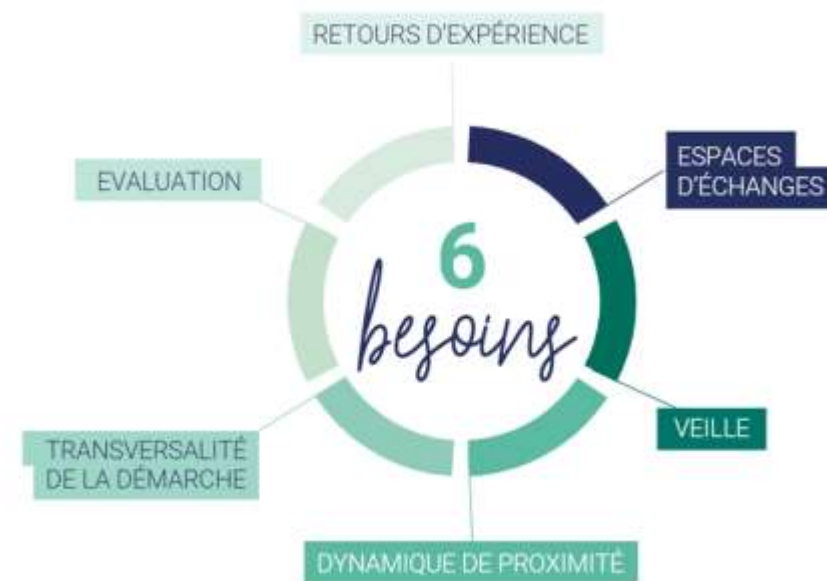 RETOURS D'EXPÉRIENCE
ESPACES
D'ÉCHANGES
EVALUATION
6
besoins
VEILLE
TRANSVERSALITÉ
DE LA DÉMARCHE
DYNAMIQUE DE PROXIMITÉ